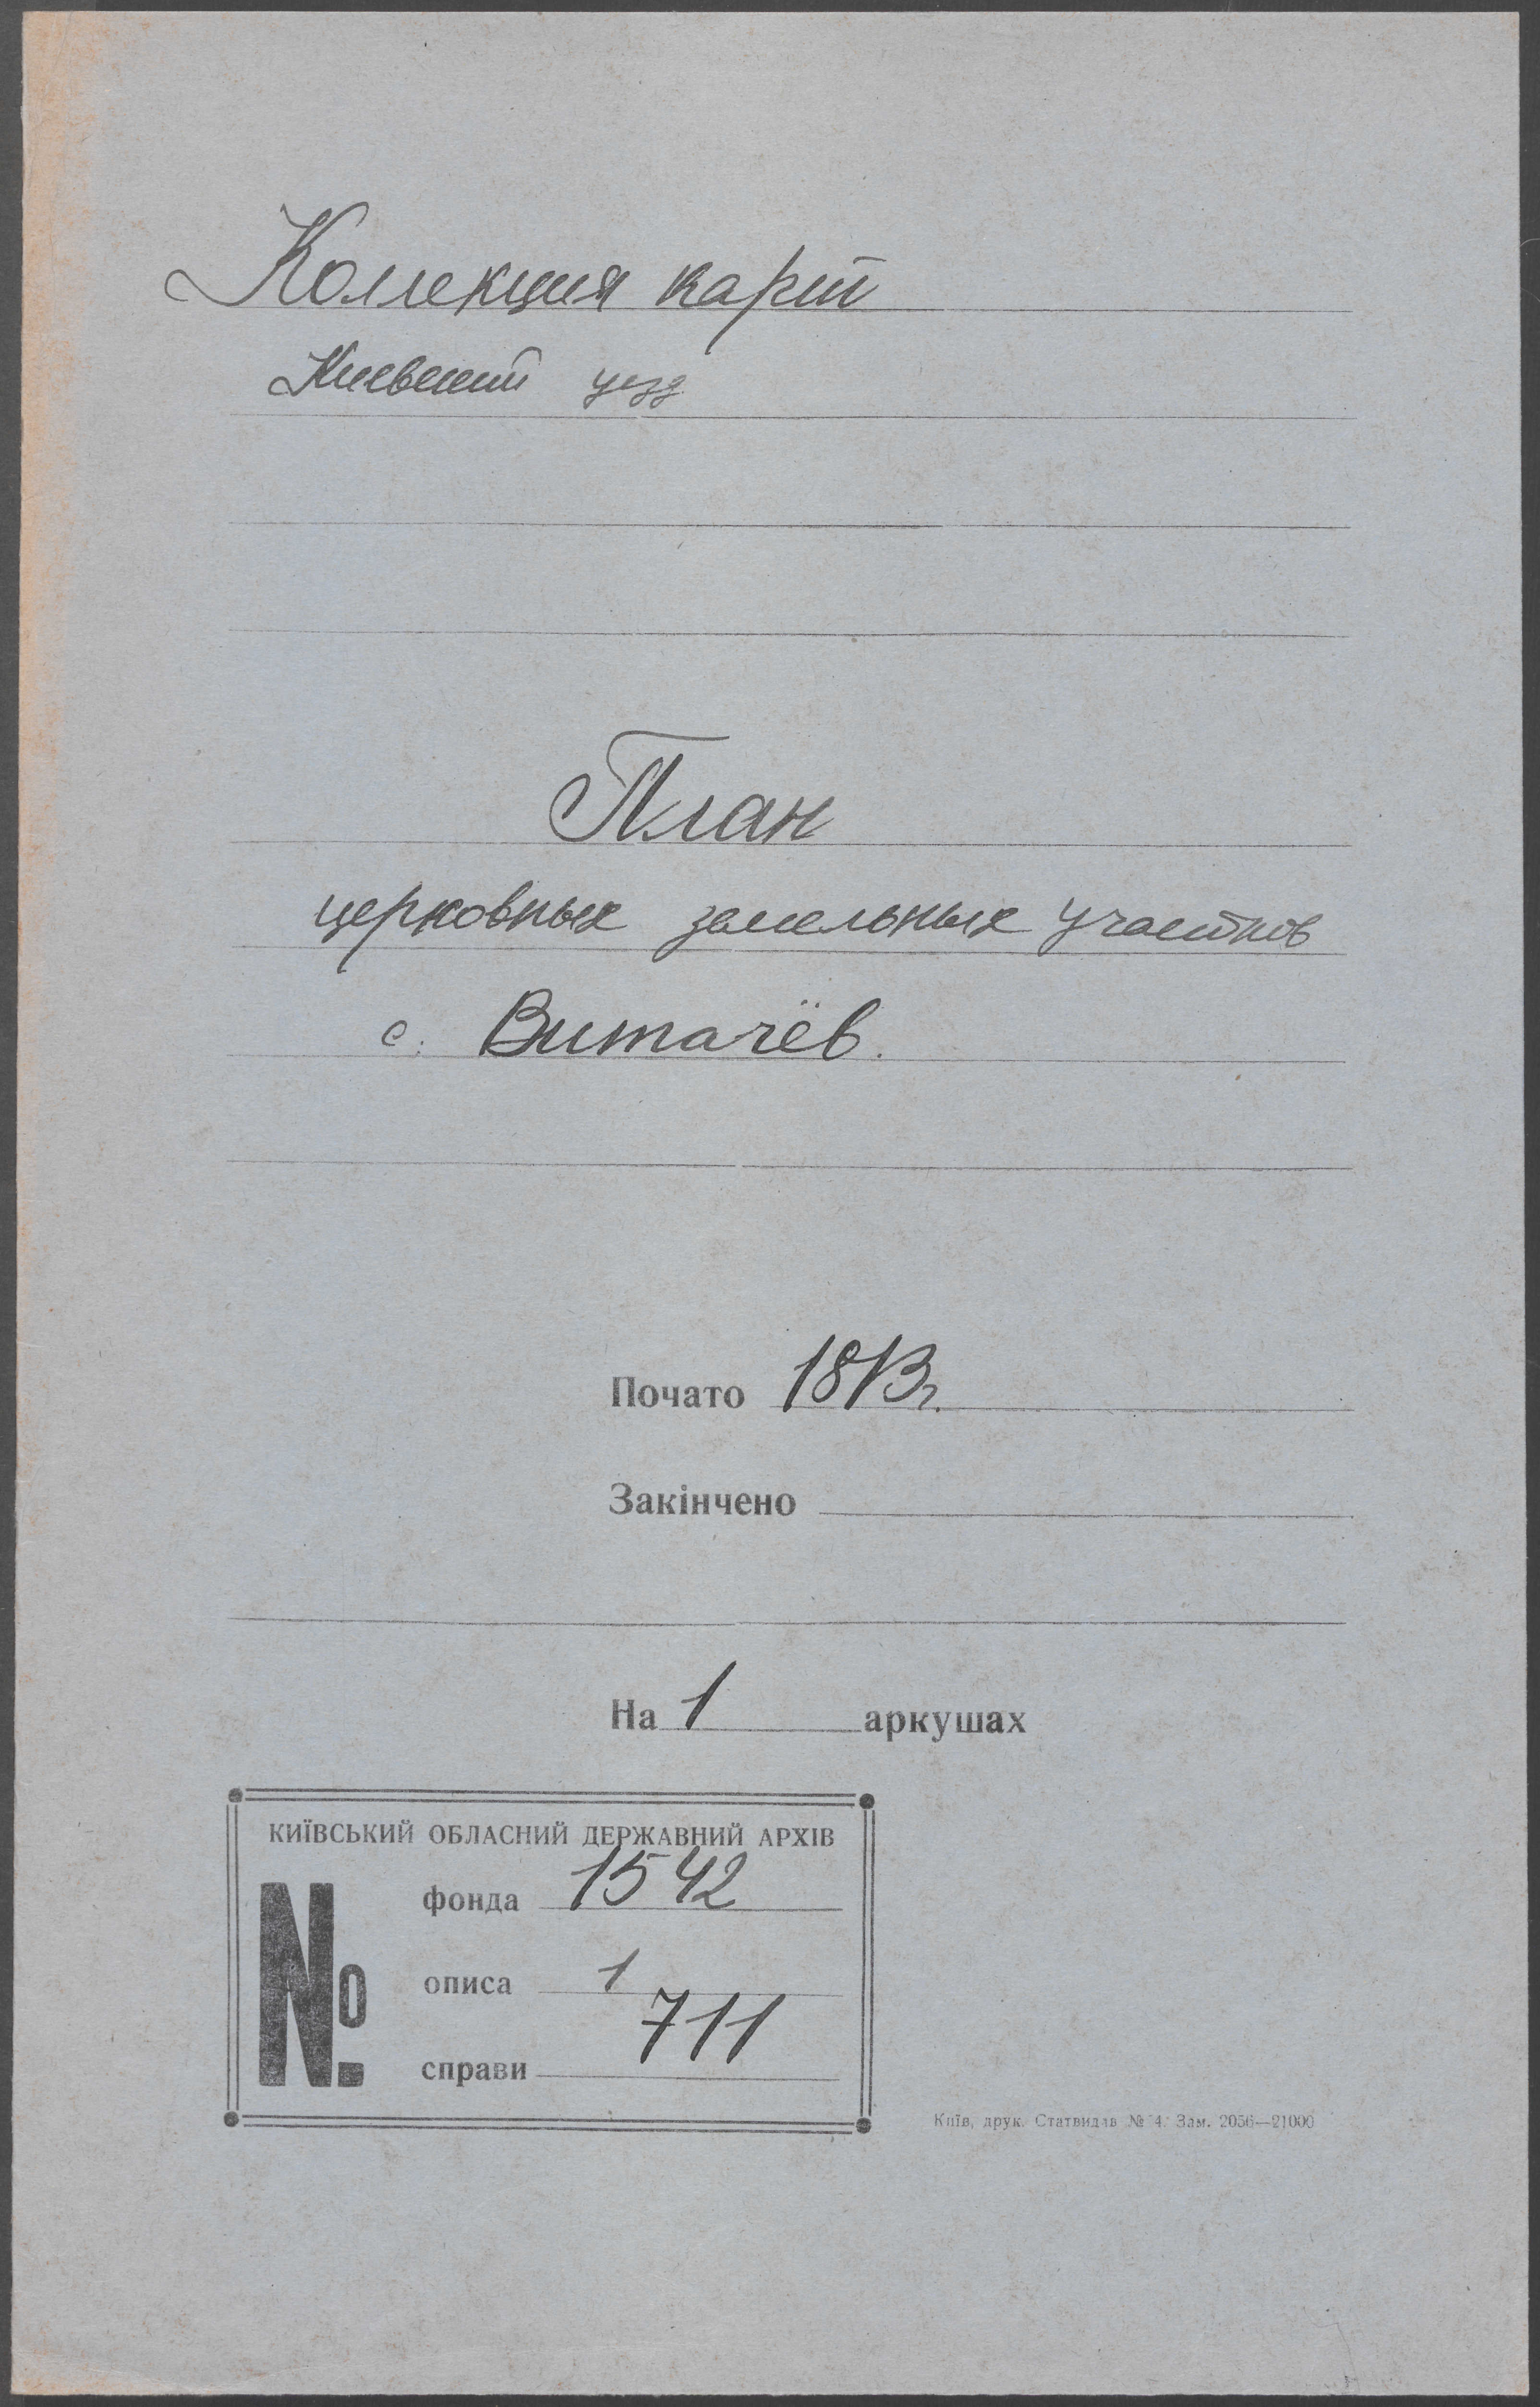 Коллекция карт
Киевский уезд
План
церковных земельных участков
с. Витачёв.
Почато 1813г.
Закінчено
На 1 аркушах
КИЇВСЬКИЙ ОБЛАСНИЙ ДЕРЖАВНИЙ АРХІВ
№
фонда 1542
описа 1
справи 711
Київ, друк. Статвидав № 4. Зам. 2056—21000